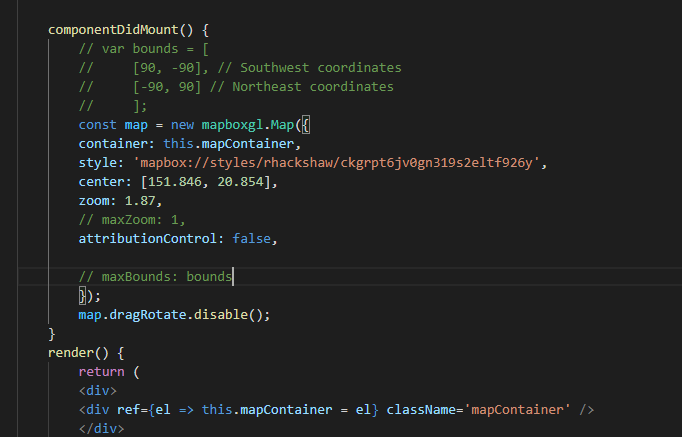 componentDidMount() {
// var bounds = [
//     [90, -90], // Southwest coordinates
//     [-90, 90] // Northeast coordinates
//     ];
const map = new mapboxgl.Map({
container: this.mapContainer,
style: 'mapbox://styles/rhackshaw/ckgrpt6jv0gn319s2eltf926y',
center: [151.846, 20.854],
zoom: 1.87,
// maxZoom: 1,
attributionControl: false,
// maxBounds: bounds
});
map.dragRotate.disable();
}
render() {
return (
<div>
<div ref={el => this.mapContainer = el} className='mapContainer' />
</div>